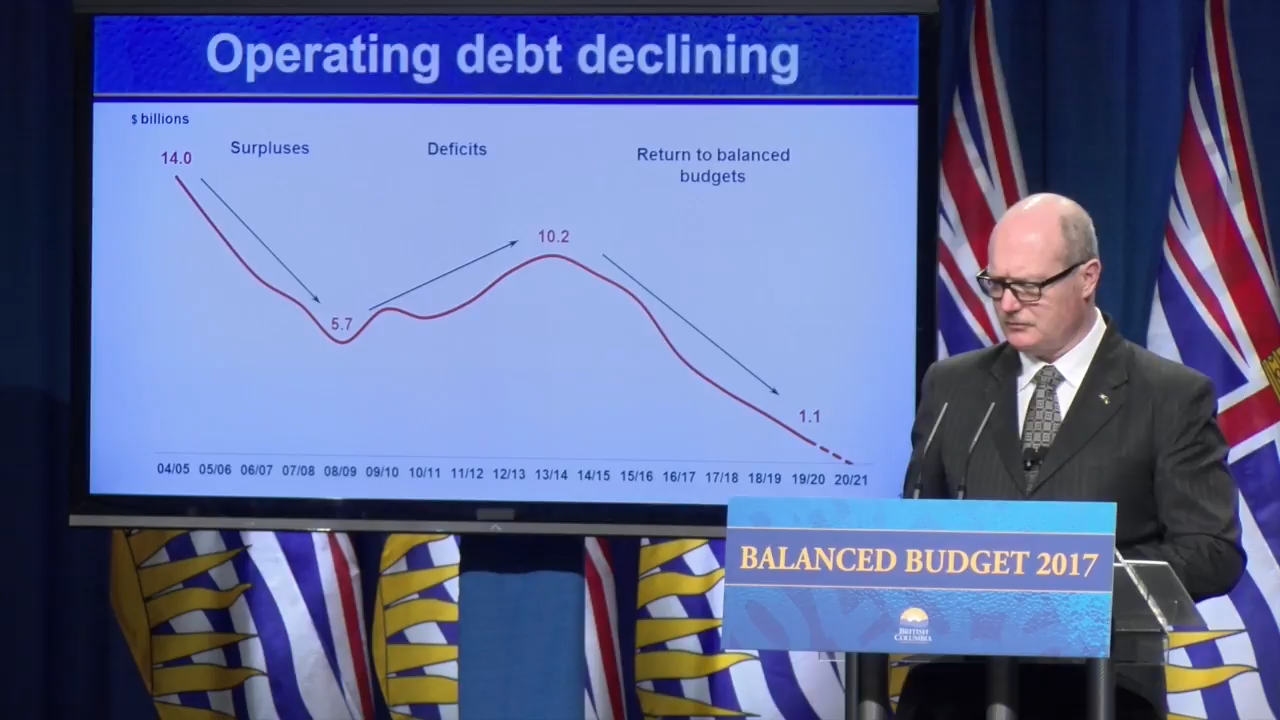 Operating debt declining
$ billions
Surpluses
Deficits
Return to balanced
budgets
14.0
10.2
5.7
1.1
04/05 05/06 06/07 07/08 08/09 09/10 10/11 11/12 12/13 13/14 14/15 15/16 16/17 17/18 18/19 19/20 20/21
BALANCED BUDGET 2017
BRITISH
COLUMBIA